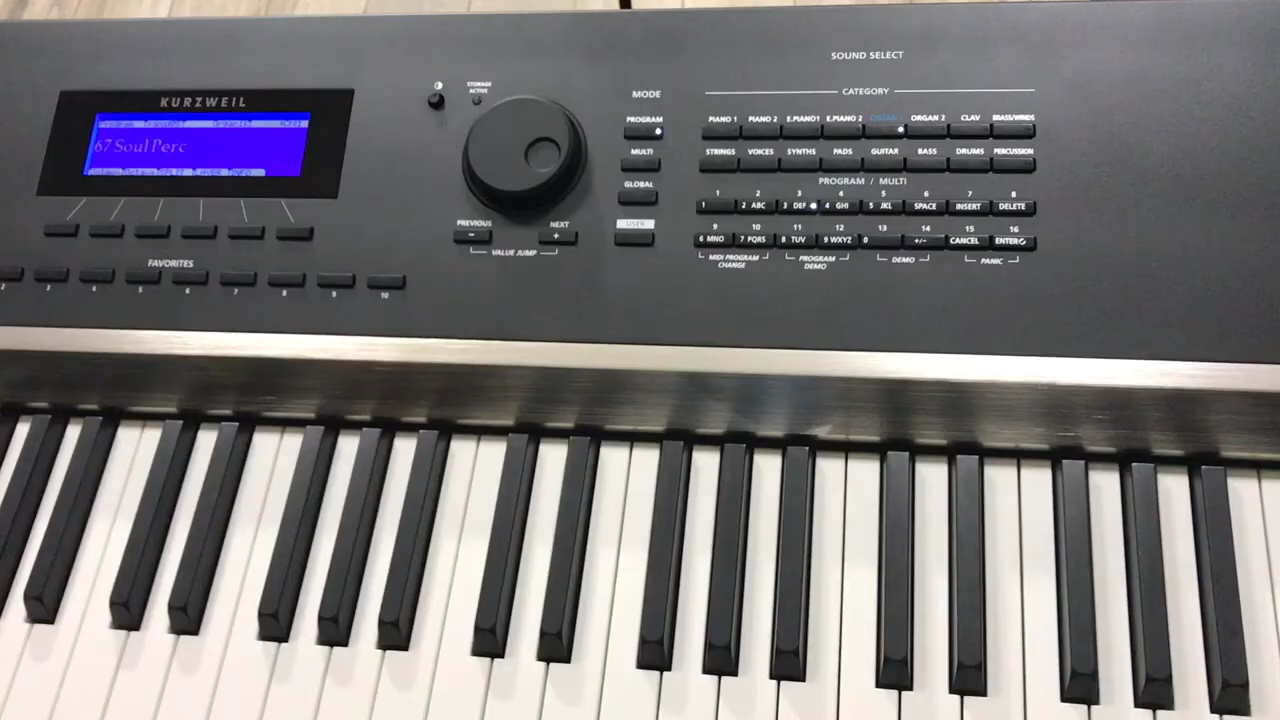 SOUND SELECT
KURZWEIL
STORAGE ACTIVE
MODE
CATEGORY
67 Soul Perc
PROGRAM
PIANO 1 PIANO 2 E.PIANO1 E.PIANO 2 ORGAN 2 CLAV BRASS/WINDS
MULTI
STRINGS VOICES SYNTHS PADS GUITAR BASS DRUMS PERCUSSION
GLOBAL
PROGRAM / MULTI
1 2 3 4 5 6 7 8
1 2 ABC 3 DEF 4 GHI 5 JKL SPACE INSERT DELETE
PREVIOUS NEXT
USER
9 10 11 12 13 14 15 16
- +
6 MNO 7 PQRS 8 TUV 9 WXYZ 0 +/- CANCEL ENTER
VALUE JUMP
MIDI PROGRAM CHANGE
PROGRAM DEMO
DEMO
PANIC
FAVORITES
2 3 4 5 6 7 8 9 10